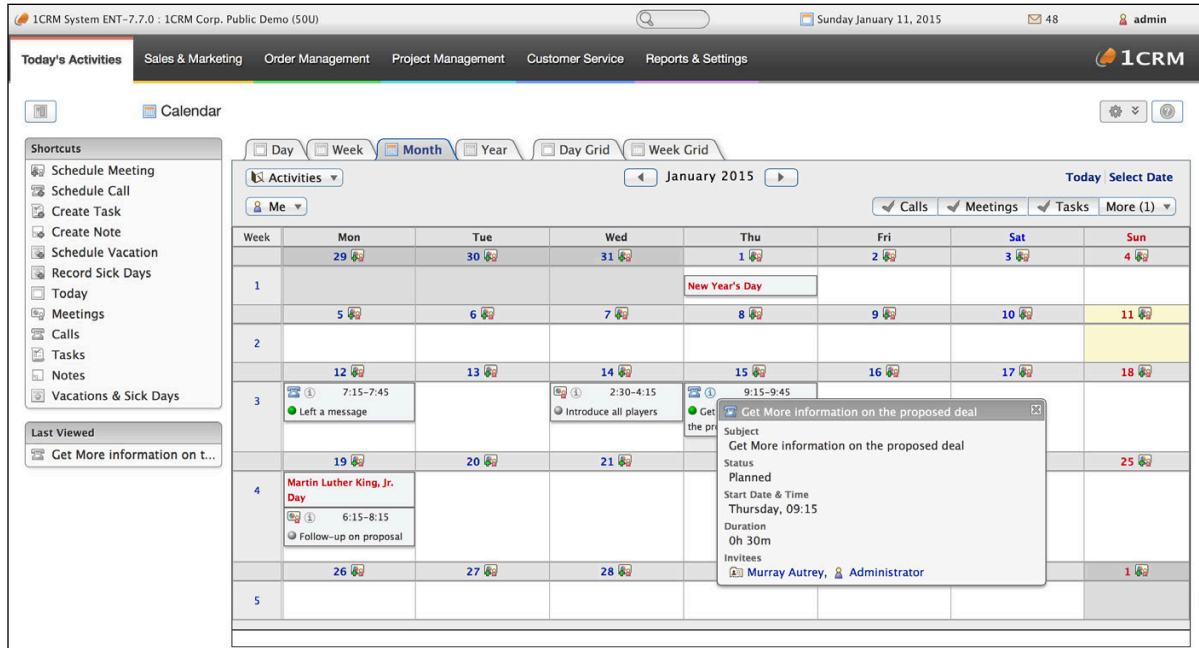 1CRM System ENT-7.7.0 : 1CRM Corp. Public Demo (50U)
Sunday January 11, 2015
48
admin
Today's Activities
Sales & Marketing
Order Management
Project Management
Customer Service
Reports & Settings
1CRM
Calendar
Shortcuts
Schedule Meeting
Schedule Call
Create Task
Create Note
Schedule Vacation
Record Sick Days
Today
Meetings
Calls
Tasks
Notes
Vacations & Sick Days
Last Viewed
Get More information on t...
Day
Week
Month
Year
Day Grid
Week Grid
Activities
January 2015
Today
Select Date
Me
Calls
Meetings
Tasks
More (1)
Week Mon Tue Wed Thu Fri Sat Sun
29 30 31 1 2 3 4
1
New Year's Day
5 6 7 8 9 10 11
2
12 13 14 15 16 17 18
3
7:15-7:45
Left a message
2:30-4:15
Introduce all players
9:15-9:45
Get
the pr
Get More information on the proposed deal
Subject
Get More information on the proposed deal
Status
Planned
Start Date & Time
Thursday, 09:15
Duration
0h 30m
Invitees
Murray Autrey, Administrator
19 20 21 25
4
Martin Luther King, Jr.
Day
6:15-8:15
Follow-up on proposal
26 27 28 1
5